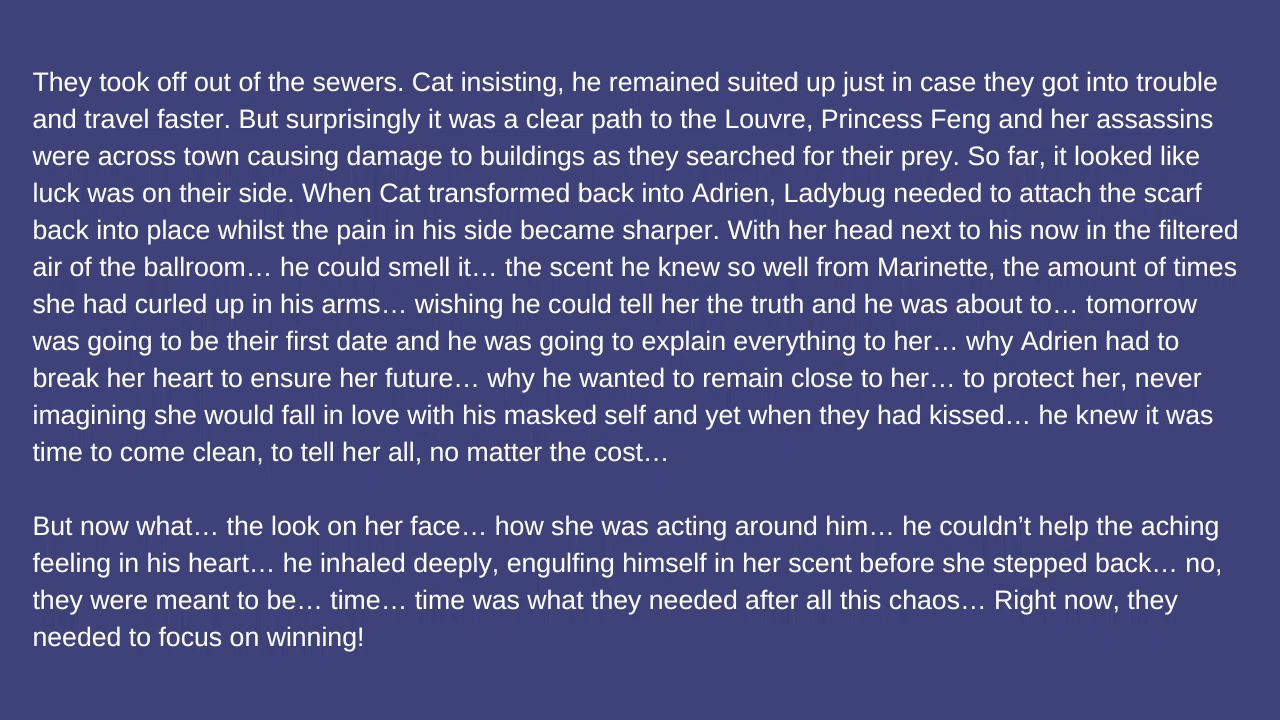 They took off out of the sewers. Cat insisting, he remained suited up just in case they got into trouble
and travel faster. But surprisingly it was a clear path to the Louvre, Princess Feng and her assassins
were across town causing damage to buildings as they searched for their prey. So far, it looked like
luck was on their side. When Cat transformed back into Adrien, Ladybug needed to attach the scarf
back into place whilst the pain in his side became sharper. With her head next to his now in the filtered
air of the ballroom… he could smell it… the scent he knew so well from Marinette, the amount of times
she had curled up in his arms… wishing he could tell her the truth and he was about to… tomorrow
was going to be their first date and he was going to explain everything to her… why Adrien had to
break her heart to ensure her future… why he wanted to remain close to her… to protect her, never
imagining she would fall in love with his masked self and yet when they had kissed… he knew it was
time to come clean, to tell her all, no matter the cost…

But now what… the look on her face… how she was acting around him… he couldn’t help the aching
feeling in his heart… he inhaled deeply, engulfing himself in her scent before she stepped back… no,
they were meant to be… time… time was what they needed after all this chaos… Right now, they
needed to focus on winning!